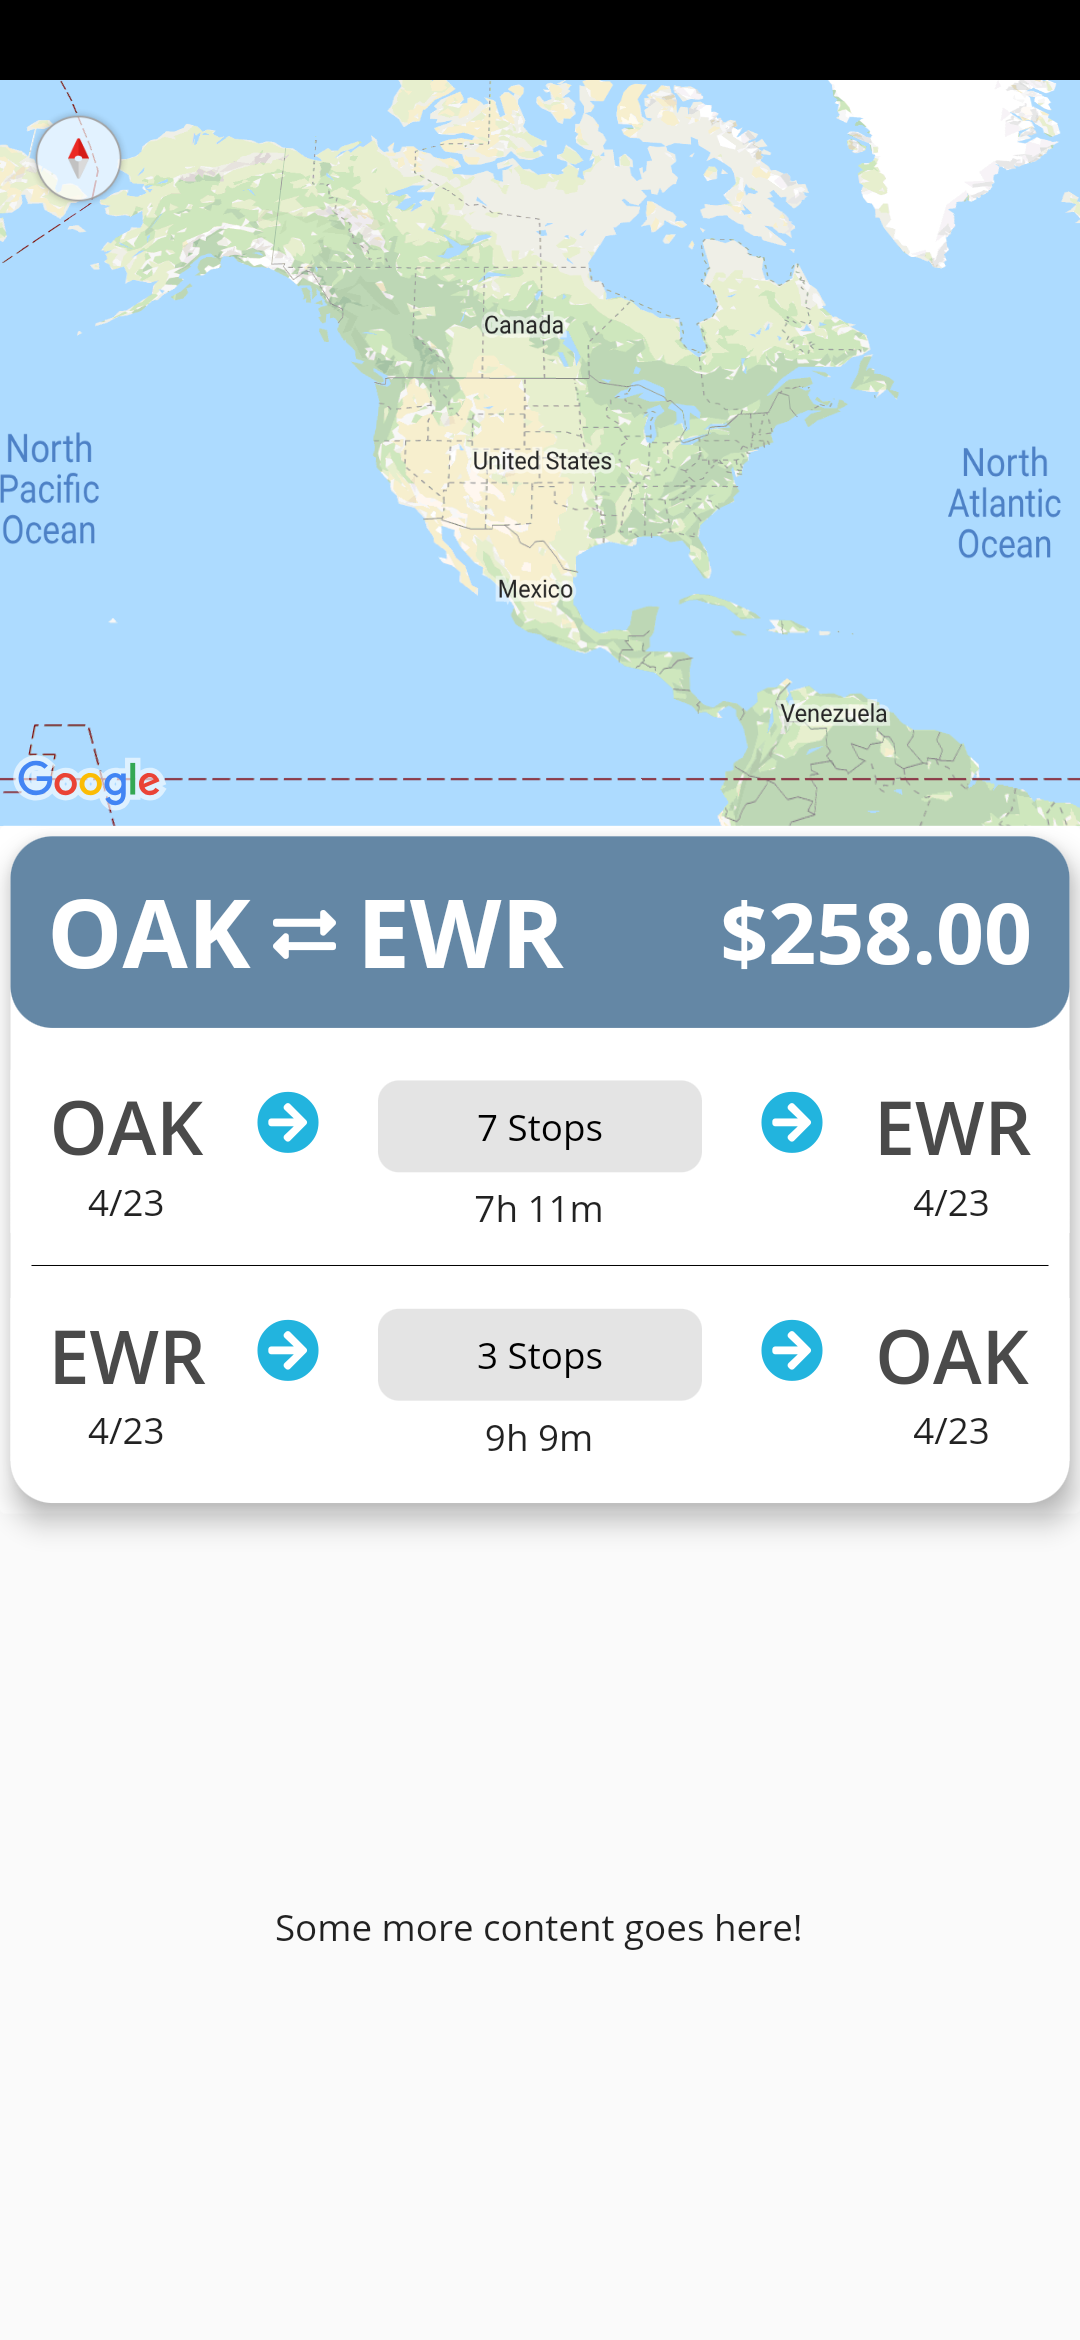 Canada
United States
Mexico
Venezuela
North
Pacific
Ocean
North
Atlantic
Ocean
Google
OAK EWR $258.00
OAK 7 Stops EWR
4/23 7h 11m 4/23
EWR 3 Stops OAK
4/23 9h 9m 4/23
Some more content goes here!